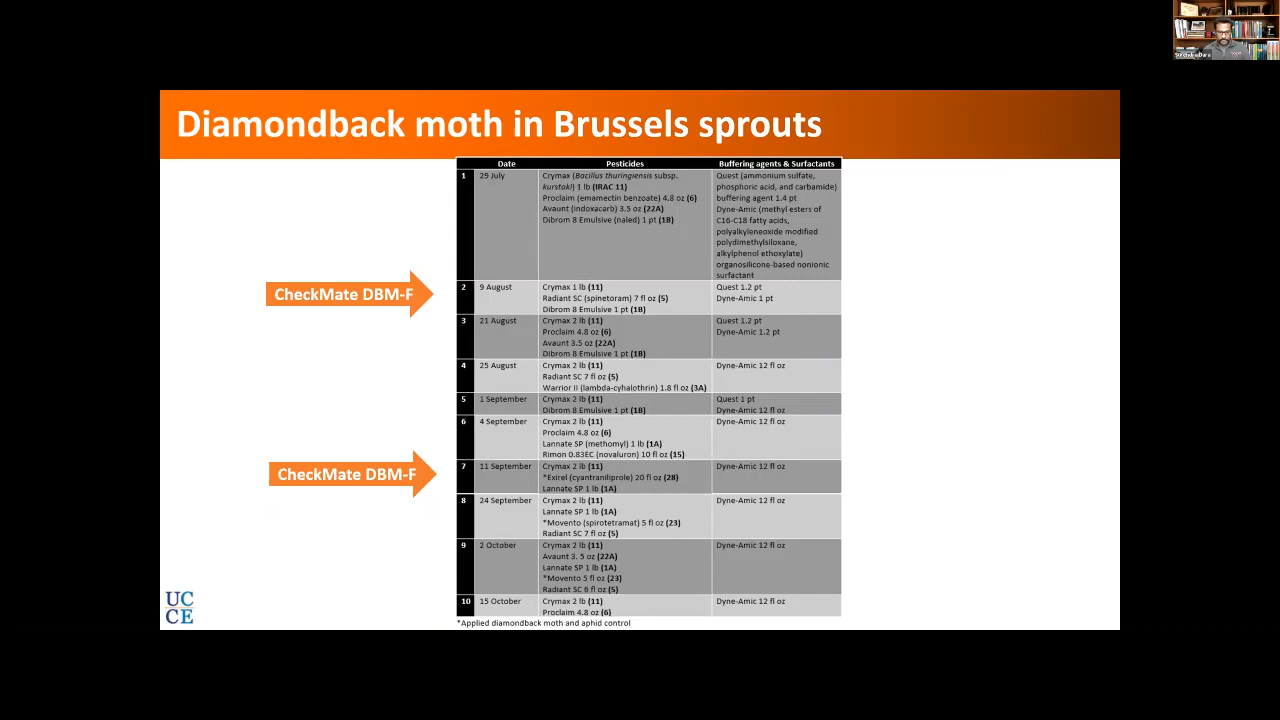 Diamondback moth in Brussels sprouts
Date Pesticides Buffering agents & Surfactants
1 29 July Crymax (Bacillus thuringiensis subsp. Quest (ammonium sulfate,
kurstaki) 1 lb (IRAC 11) phosphoric acid, and carbamide)
Proclaim (emamectin benzoate) 4.8 oz (6) buffering agent 1.4 pt
Avaunt (indoxacarb) 3.5 oz (22A) Dyne-Amic (methyl esters of
Dibrom 8 Emulsive (naled) 1 pt (1B) C16-C18 fatty acids,
polyalkyleneoxide modified
polydimethylsiloxane,
alkylphenol ethoxylate)
organosilicone-based nonionic
surfactant
CheckMate DBM-F
2 9 August Crymax 1 lb (11) Quest 1.2 pt
Radiant SC (spinetoram) 7 fl oz (5) Dyne-Amic 1 pt
Dibrom 8 Emulsive 1 pt (1B)
3 21 August Crymax 2 lb (11) Quest 1.2 pt
Proclaim 4.8 oz (6) Dyne-Amic 1.2 pt
Avaunt 3.5 oz (22A)
Dibrom 8 Emulsive 1 pt (1B)
4 25 August Crymax 2 lb (11) Dyne-Amic 12 fl oz
Radiant SC 7 fl oz (5)
Warrior II (lambda-cyhalothrin) 1.8 fl oz (3A)
5 1 September Crymax 2 lb (11) Quest 1 pt
Dibrom 8 Emulsive 1 pt (1B) Dyne-Amic 12 fl oz
6 4 September Crymax 2 lb (11) Dyne-Amic 12 fl oz
Proclaim 4.8 oz (6)
Lannate SP (methomyl) 1 lb (1A)
Rimon 0.83EC (novaluron) 10 fl oz (15)
CheckMate DBM-F
7 11 September Crymax 2 lb (11) Dyne-Amic 12 fl oz
*Exirel (cyantraniliprole) 20 fl oz (28)
Lannate SP 1 lb (1A)
8 24 September Crymax 2 lb (11) Dyne-Amic 12 fl oz
Lannate SP 1 lb (1A)
*Movento (spirotetramat) 5 fl oz (23)
Radiant SC 7 fl oz (5)
9 2 October Crymax 2 lb (11) Dyne-Amic 12 fl oz
Avaunt 3. 5 oz (22A)
Lannate SP 1 lb (1A)
*Movento 5 fl oz (23)
Radiant SC 6 fl oz (5)
10 15 October Crymax 2 lb (11) Dyne-Amic 12 fl oz
Proclaim 4.8 oz (6)
*Applied diamondback moth and aphid control
UC
CE